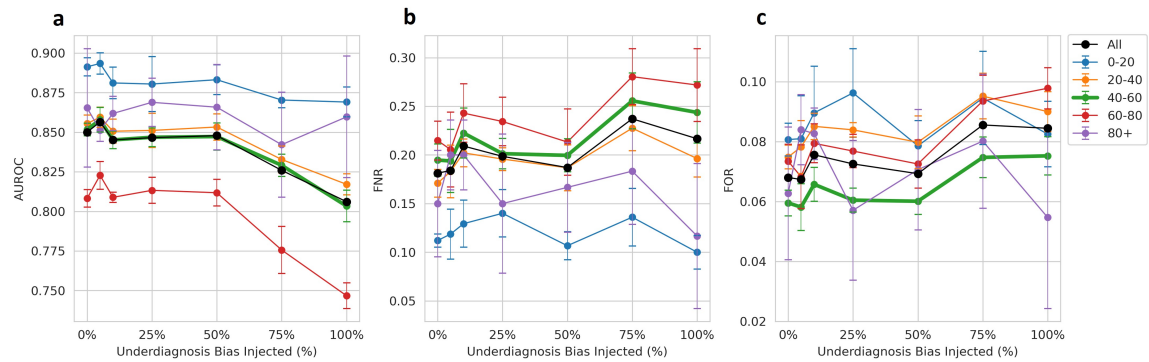 a
b
c
AUROC
0.900
0.875
0.850
0.825
0.800
0.775
0.750
0% 25% 50% 75% 100%
Underdiagnosis Bias Injected (%)
FNR
0.30
0.25
0.20
0.15
0.10
0.05
0% 25% 50% 75% 100%
Underdiagnosis Bias Injected (%)
FOR
0.10
0.08
0.06
0.04
0.02
0% 25% 50% 75% 100%
Underdiagnosis Bias Injected (%)
All
0-20
20-40
40-60
60-80
80+